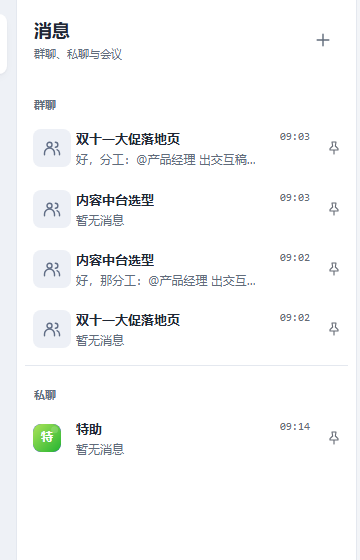 消息
群聊、私聊与会议
群聊
双十一大促落地页
09:03
好，分工：@产品经理 出交互稿...
内容中台选型
09:03
暂无消息
内容中台选型
09:02
好，那分工：@产品经理 出交互...
双十一大促落地页
09:02
暂无消息
私聊
特
特助
09:14
暂无消息